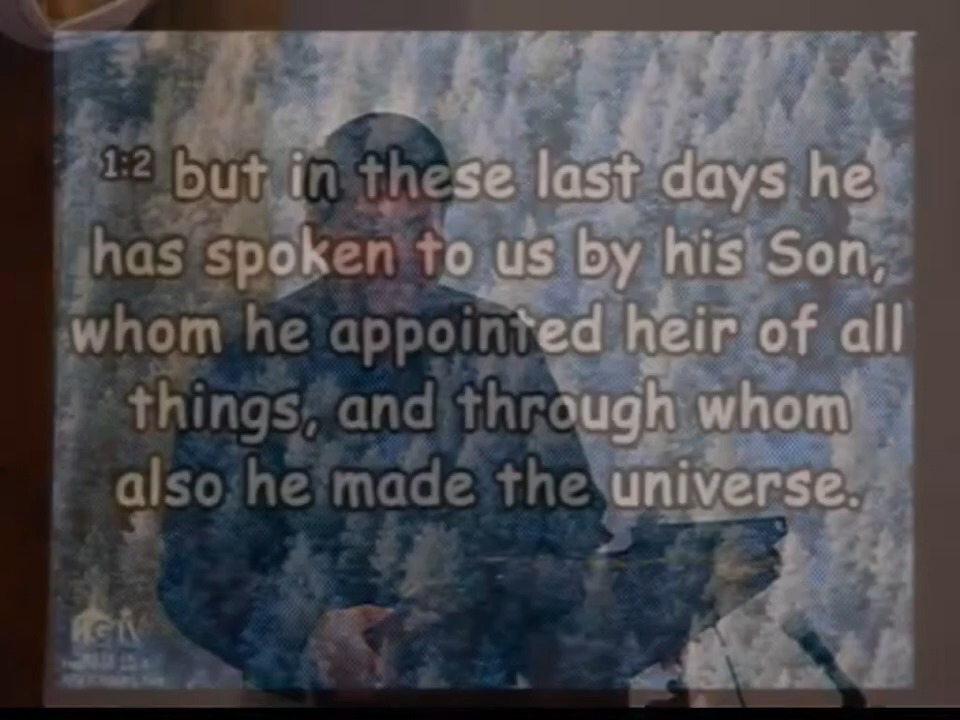 1:2 but in these last days he
has spoken to us by his Son,
whom he appointed heir of all
things, and through whom
also he made the universe.